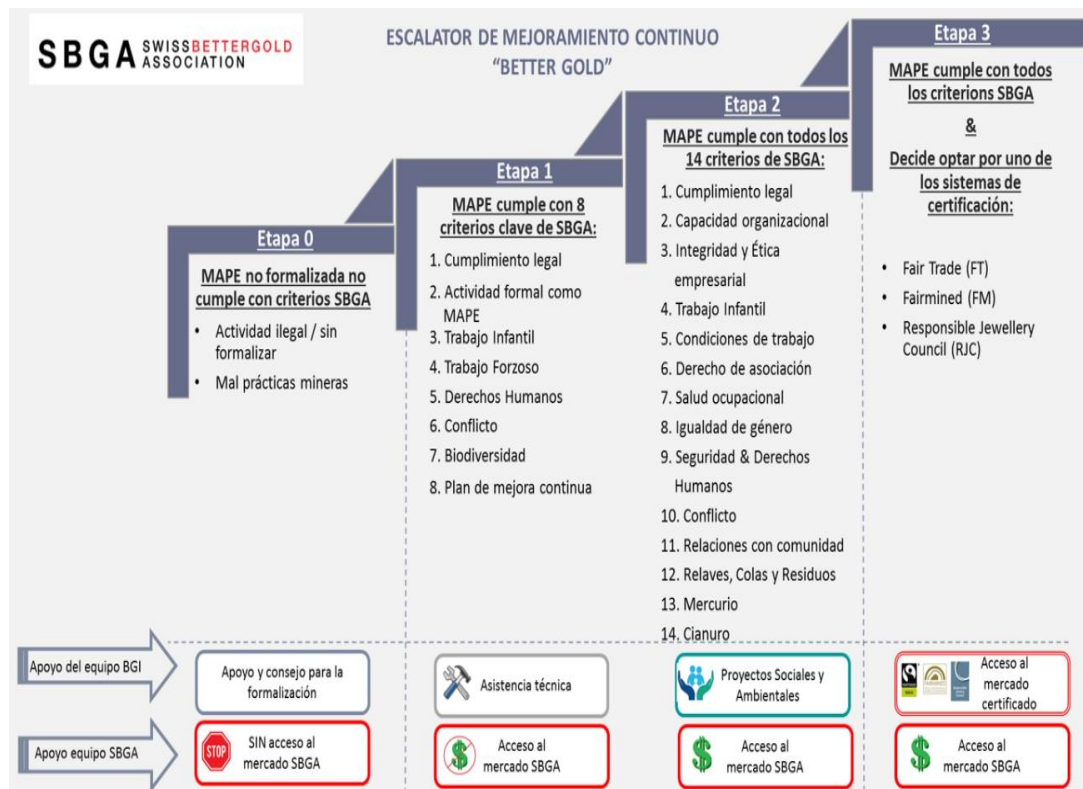 SBGA SWISSBETTERGOLD
ASSOCIATION
ESCALATOR DE MEJORAMIENTO CONTINUO
“BETTER GOLD”
Etapa 0
MAPE no formalizada no
cumple con criterios SBGA
• Actividad ilegal / sin
formalizar
• Mal prácticas mineras
Etapa 1
MAPE cumple con 8
criterios clave de SBGA:
1. Cumplimiento legal
2. Actividad formal como
MAPE
3. Trabajo Infantil
4. Trabajo Forzoso
5. Derechos Humanos
6. Conflicto
7. Biodiversidad
8. Plan de mejora continua
Etapa 2
MAPE cumple con todos los
14 criterios de SBGA:
1. Cumplimiento legal
2. Capacidad organizacional
3. Integridad y Ética
empresarial
4. Trabajo Infantil
5. Condiciones de trabajo
6. Derecho de asociación
7. Salud ocupacional
8. Igualdad de género
9. Seguridad & Derechos
Humanos
10. Conflicto
11. Relaciones con comunidad
12. Relaves, Colas y Residuos
13. Mercurio
14. Cianuro
Etapa 3
MAPE cumple con todos
los criterions SBGA
&
Decide optar por uno de
los sistemas de
certificación:
• Fair Trade (FT)
• Fairmined (FM)
• Responsible Jewellery
Council (RJC)
Apoyo del equipo BGI
Apoyo y consejo para la
formalización
Asistencia técnica
Proyectos Sociales y
Ambientales
Acceso al
mercado
certificado
Apoyo equipo SBGA
STOP
SIN acceso al
mercado SBGA
Acceso al
mercado SBGA
Acceso al
mercado SBGA
Acceso al
mercado SBGA